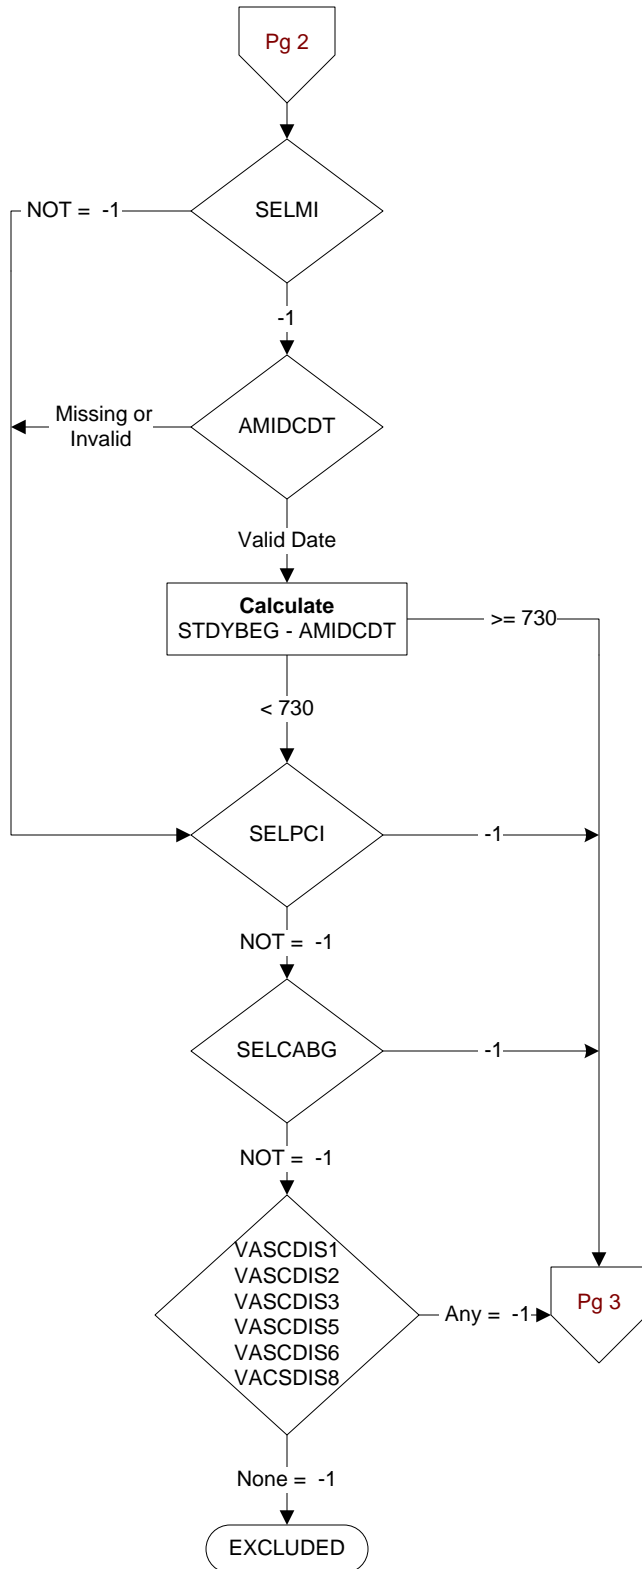 Pg 2
SELMI
NOT = -1
-1
AMIDCDT
Missing or
Invalid
Valid Date
Calculate
STDYBEG - AMIDCDT
>= 730
< 730
SELPCI
-1
NOT = -1
SELCABG
-1
NOT = -1
VASCDIS1
VASCDIS2
VASCDIS3
VASCDIS5
VASCDIS6
VACSDIS8
Any = -1
Pg 3
None = -1
EXCLUDED